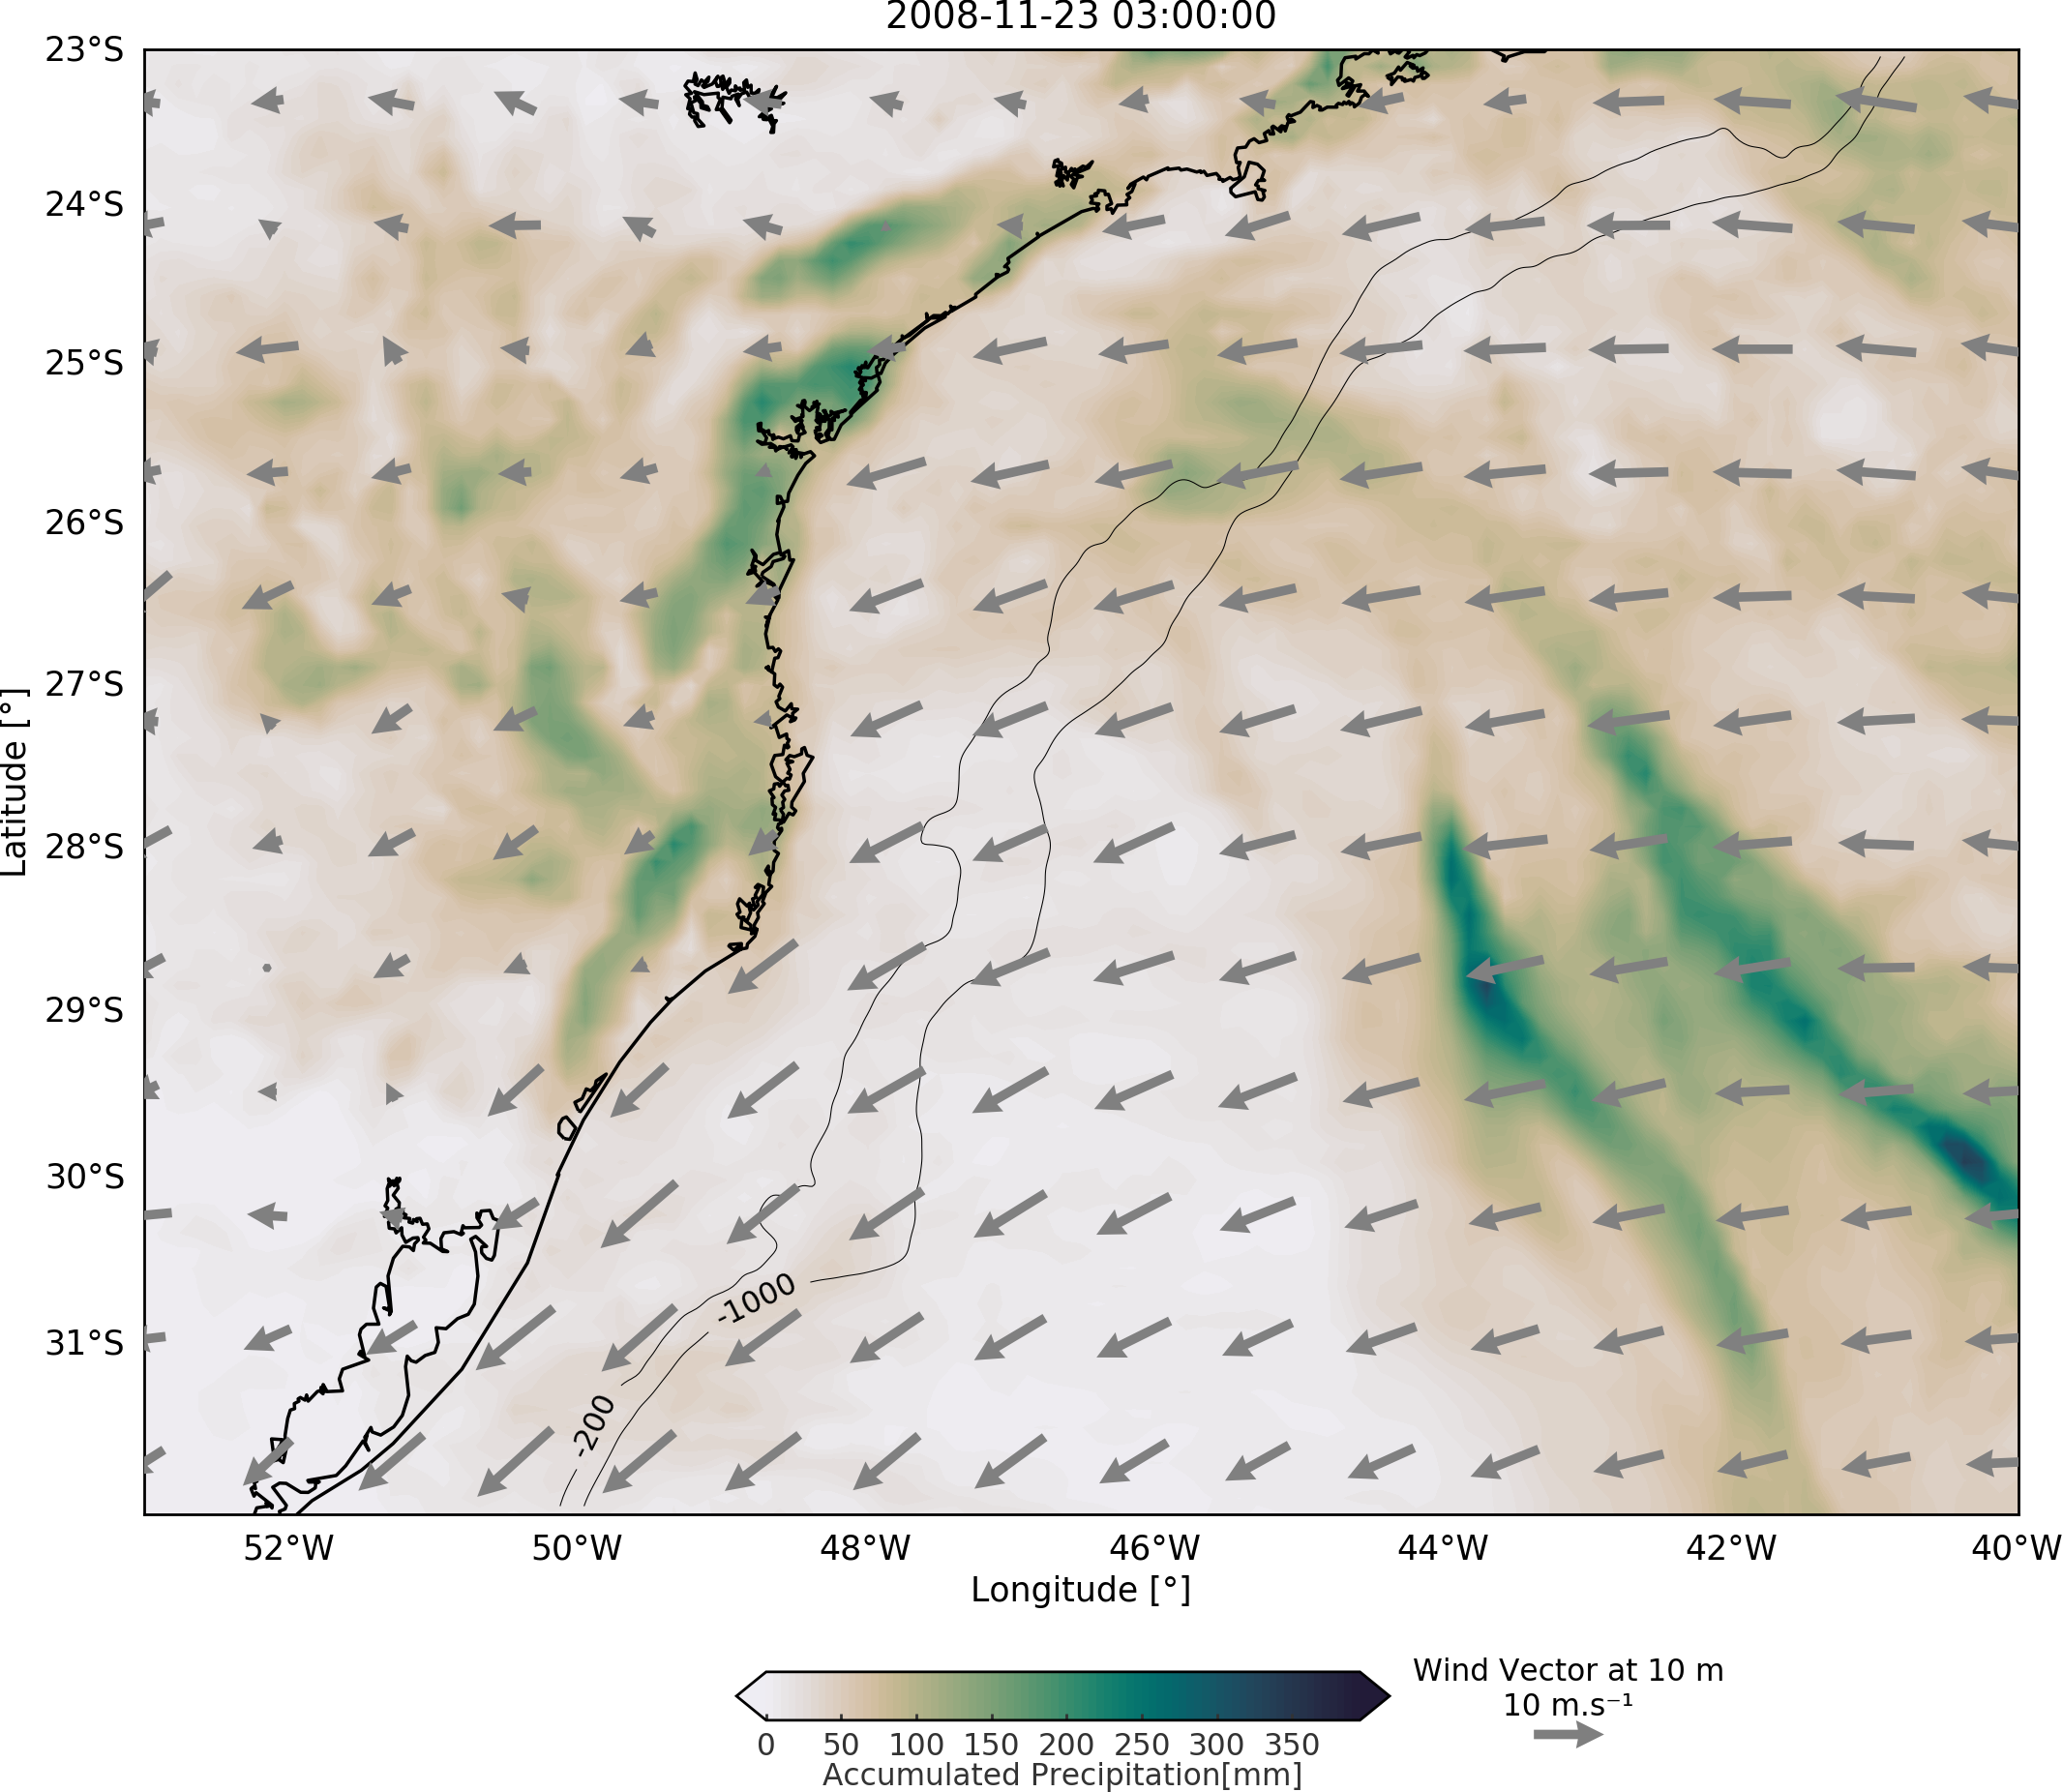 2008-11-23 03:00:00
23°S
24°S
25°S
26°S
27°S
28°S
29°S
30°S
31°S
Latitude [°]
-1000
-200
52°W 50°W 48°W 46°W 44°W 42°W 40°W
Longitude [°]
Wind Vector at 10 m
10 m.s⁻¹
0 50 100 150 200 250 300 350
Accumulated Precipitation[mm]